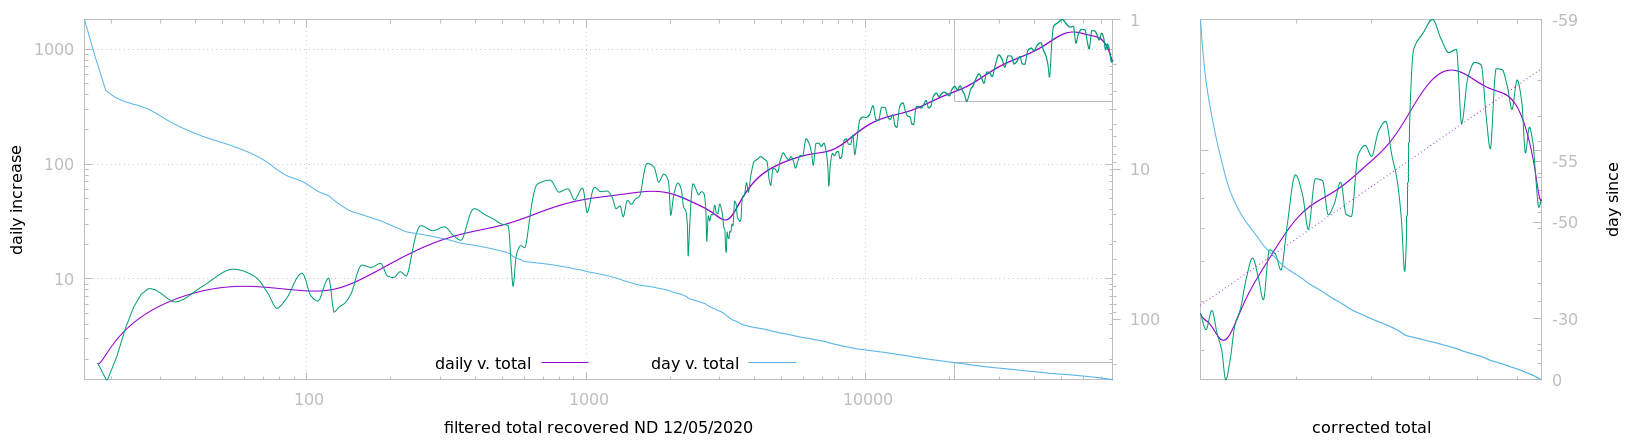 1000
100
10
daily increase
1
10
100
daily v. total
day v. total
100
1000
10000
filtered total recovered ND 12/05/2020
-59
-55
-50
-30
0
day since
corrected total